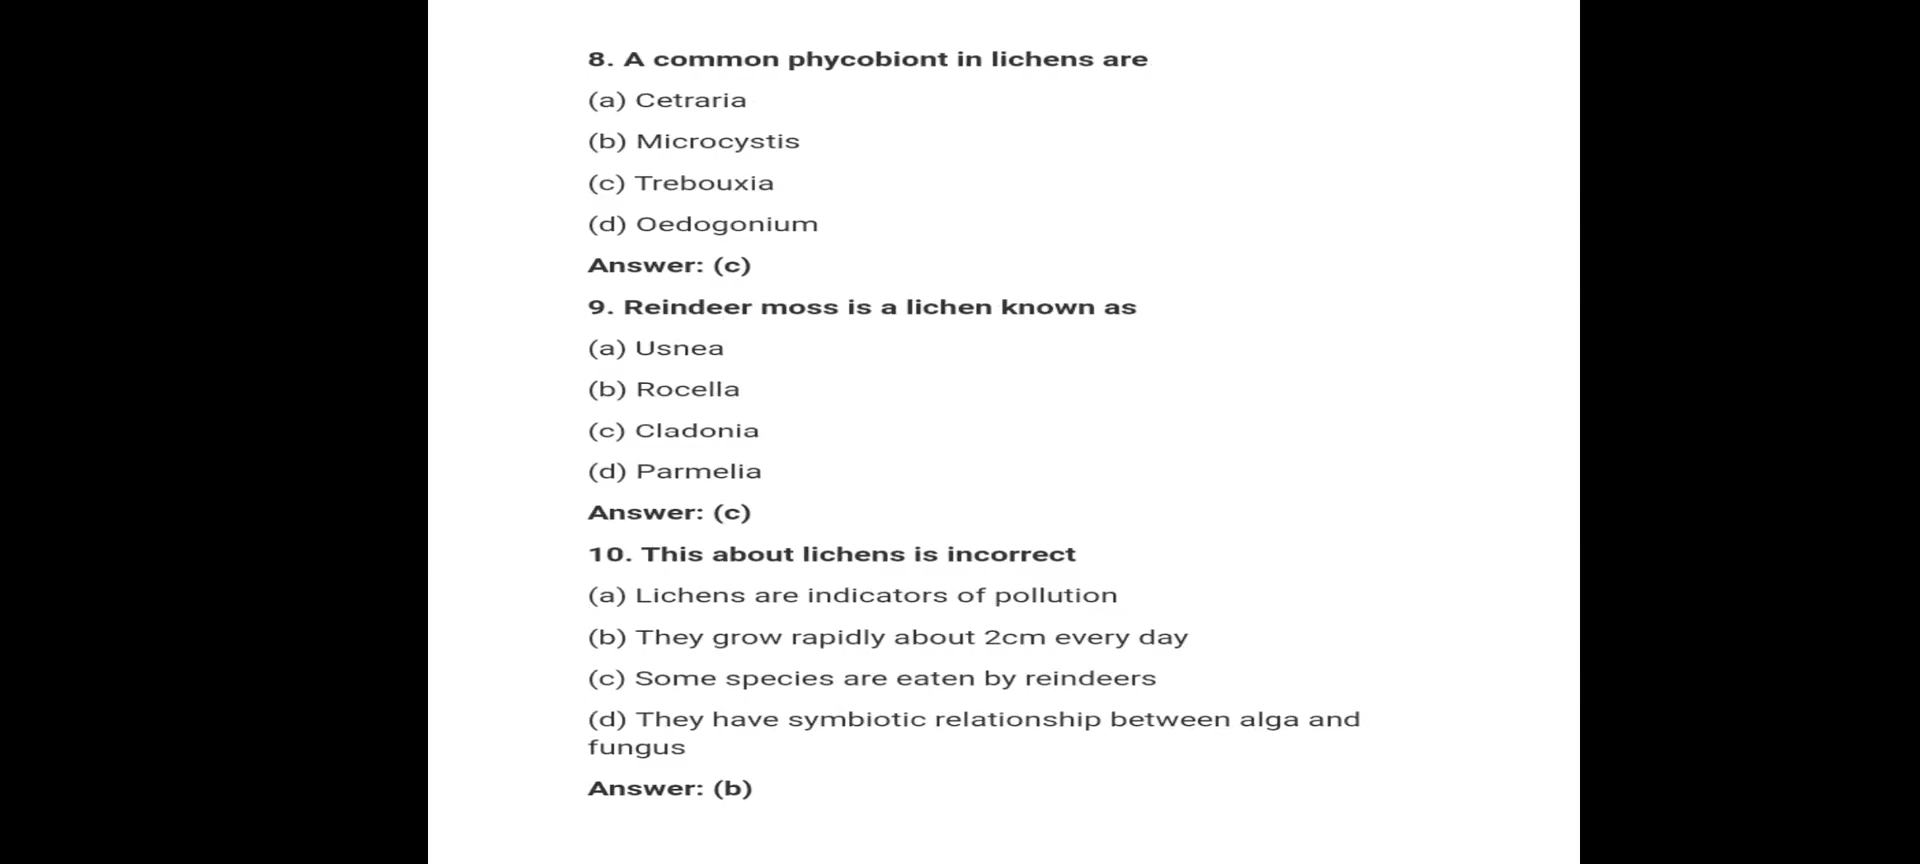 8. A common phycobiont in lichens are
(a) Cetraria
(b) Microcystis
(c) Trebouxia
(d) Oedogonium
Answer: (c)
9. Reindeer moss is a lichen known as
(a) Usnea
(b) Rocella
(c) Cladonia
(d) Parmelia
Answer: (c)
10. This about lichens is incorrect
(a) Lichens are indicators of pollution
(b) They grow rapidly about 2cm every day
(c) Some species are eaten by reindeers
(d) They have symbiotic relationship between alga and
fungus
Answer: (b)